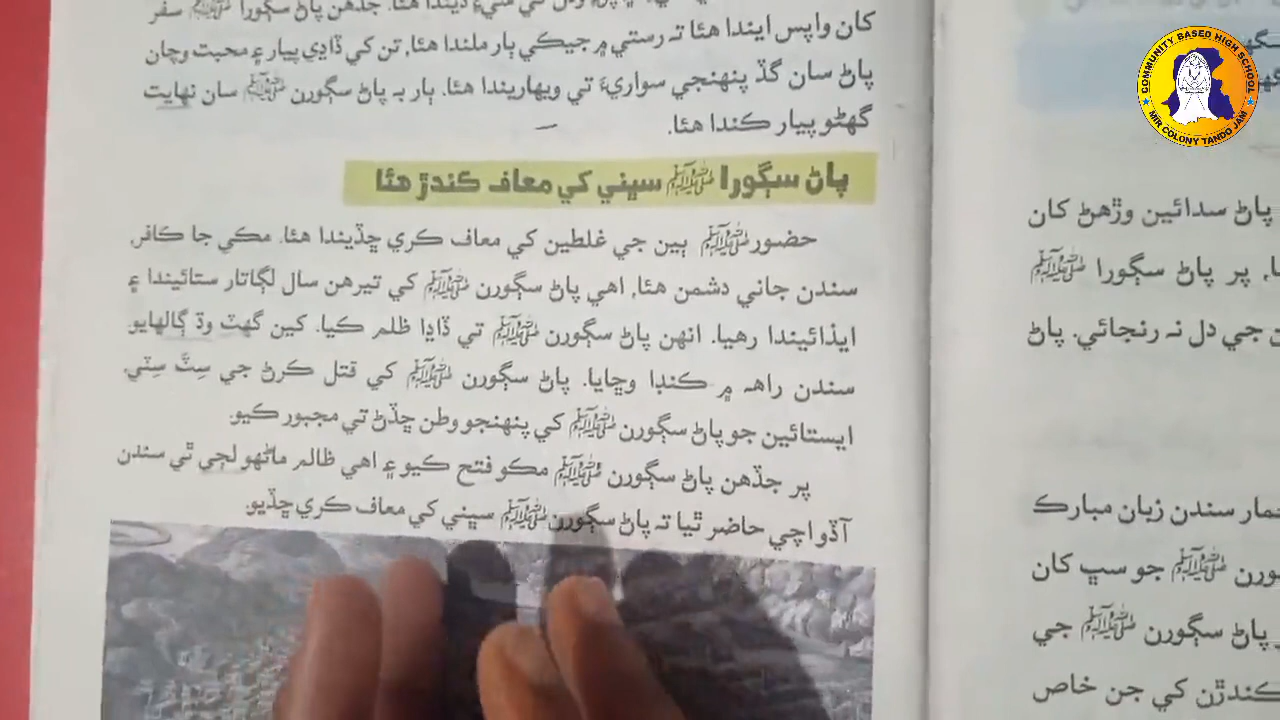 کان واپس ايندا هئا ته رستي ۾ جيڪي ٻار ملندا هئا، تن کي ڏاڍي پيار ۽ محبت وچان
پاڻ سان گڏ پنهنجي سواريءَ تي ويهاريندا هئا. ٻار بہ پاڻ سڳورن ﷺ سان نهايت
گهڻو پيار ڪندا هئا.
پاڻ سڳورا ﷺ سڀني کي معاف ڪندڙ هئا
حضور ﷺ ٻين جي غلطين کي معاف ڪري ڇڏيندا هئا. مڪي جا ڪافر،
سندن جاني دشمن هئا، اهي پاڻ سڳورن ﷺ کي تيرهن سال لڳاتار ستائيندا ۽
ايذائيندا رهيا. انهن پاڻ سڳورن ﷺ تي ڏاڍا ظلم ڪيا. کين گهٽ وڌ ڳالهايو
سندن راهہ ۾ ڪنڊا وڇايا. پاڻ سڳورن ﷺ کي قتل ڪرڻ جي سِٽَ سِٽي،
ايستائين جو پاڻ سڳورن ﷺ کي پنهنجو وطن ڇڏڻ تي مجبور ڪيو.
پر جڏهن پاڻ سڳورن ﷺ مڪو فتح ڪيو ۽ اهي ظالم ماڻهو لڄي ٿي سندن
آڏو اچي حاضر ٿيا تہ پاڻ سڳورن ﷺ سڀني کي معاف ڪري ڇڏيو.
پاڻ سدائين وڙهڻ کان
پر پاڻ سڳورا ﷺ
جي دل نہ رنجائي. پاڻ
سندن زبان مبارڪ
ﷺ جو سڀ کان
پاڻ سڳورن ﷺ جي
کي جن خاص
COMMUNITY BASED HIGH SCHOOL
MIR COLONY TANDO JAM